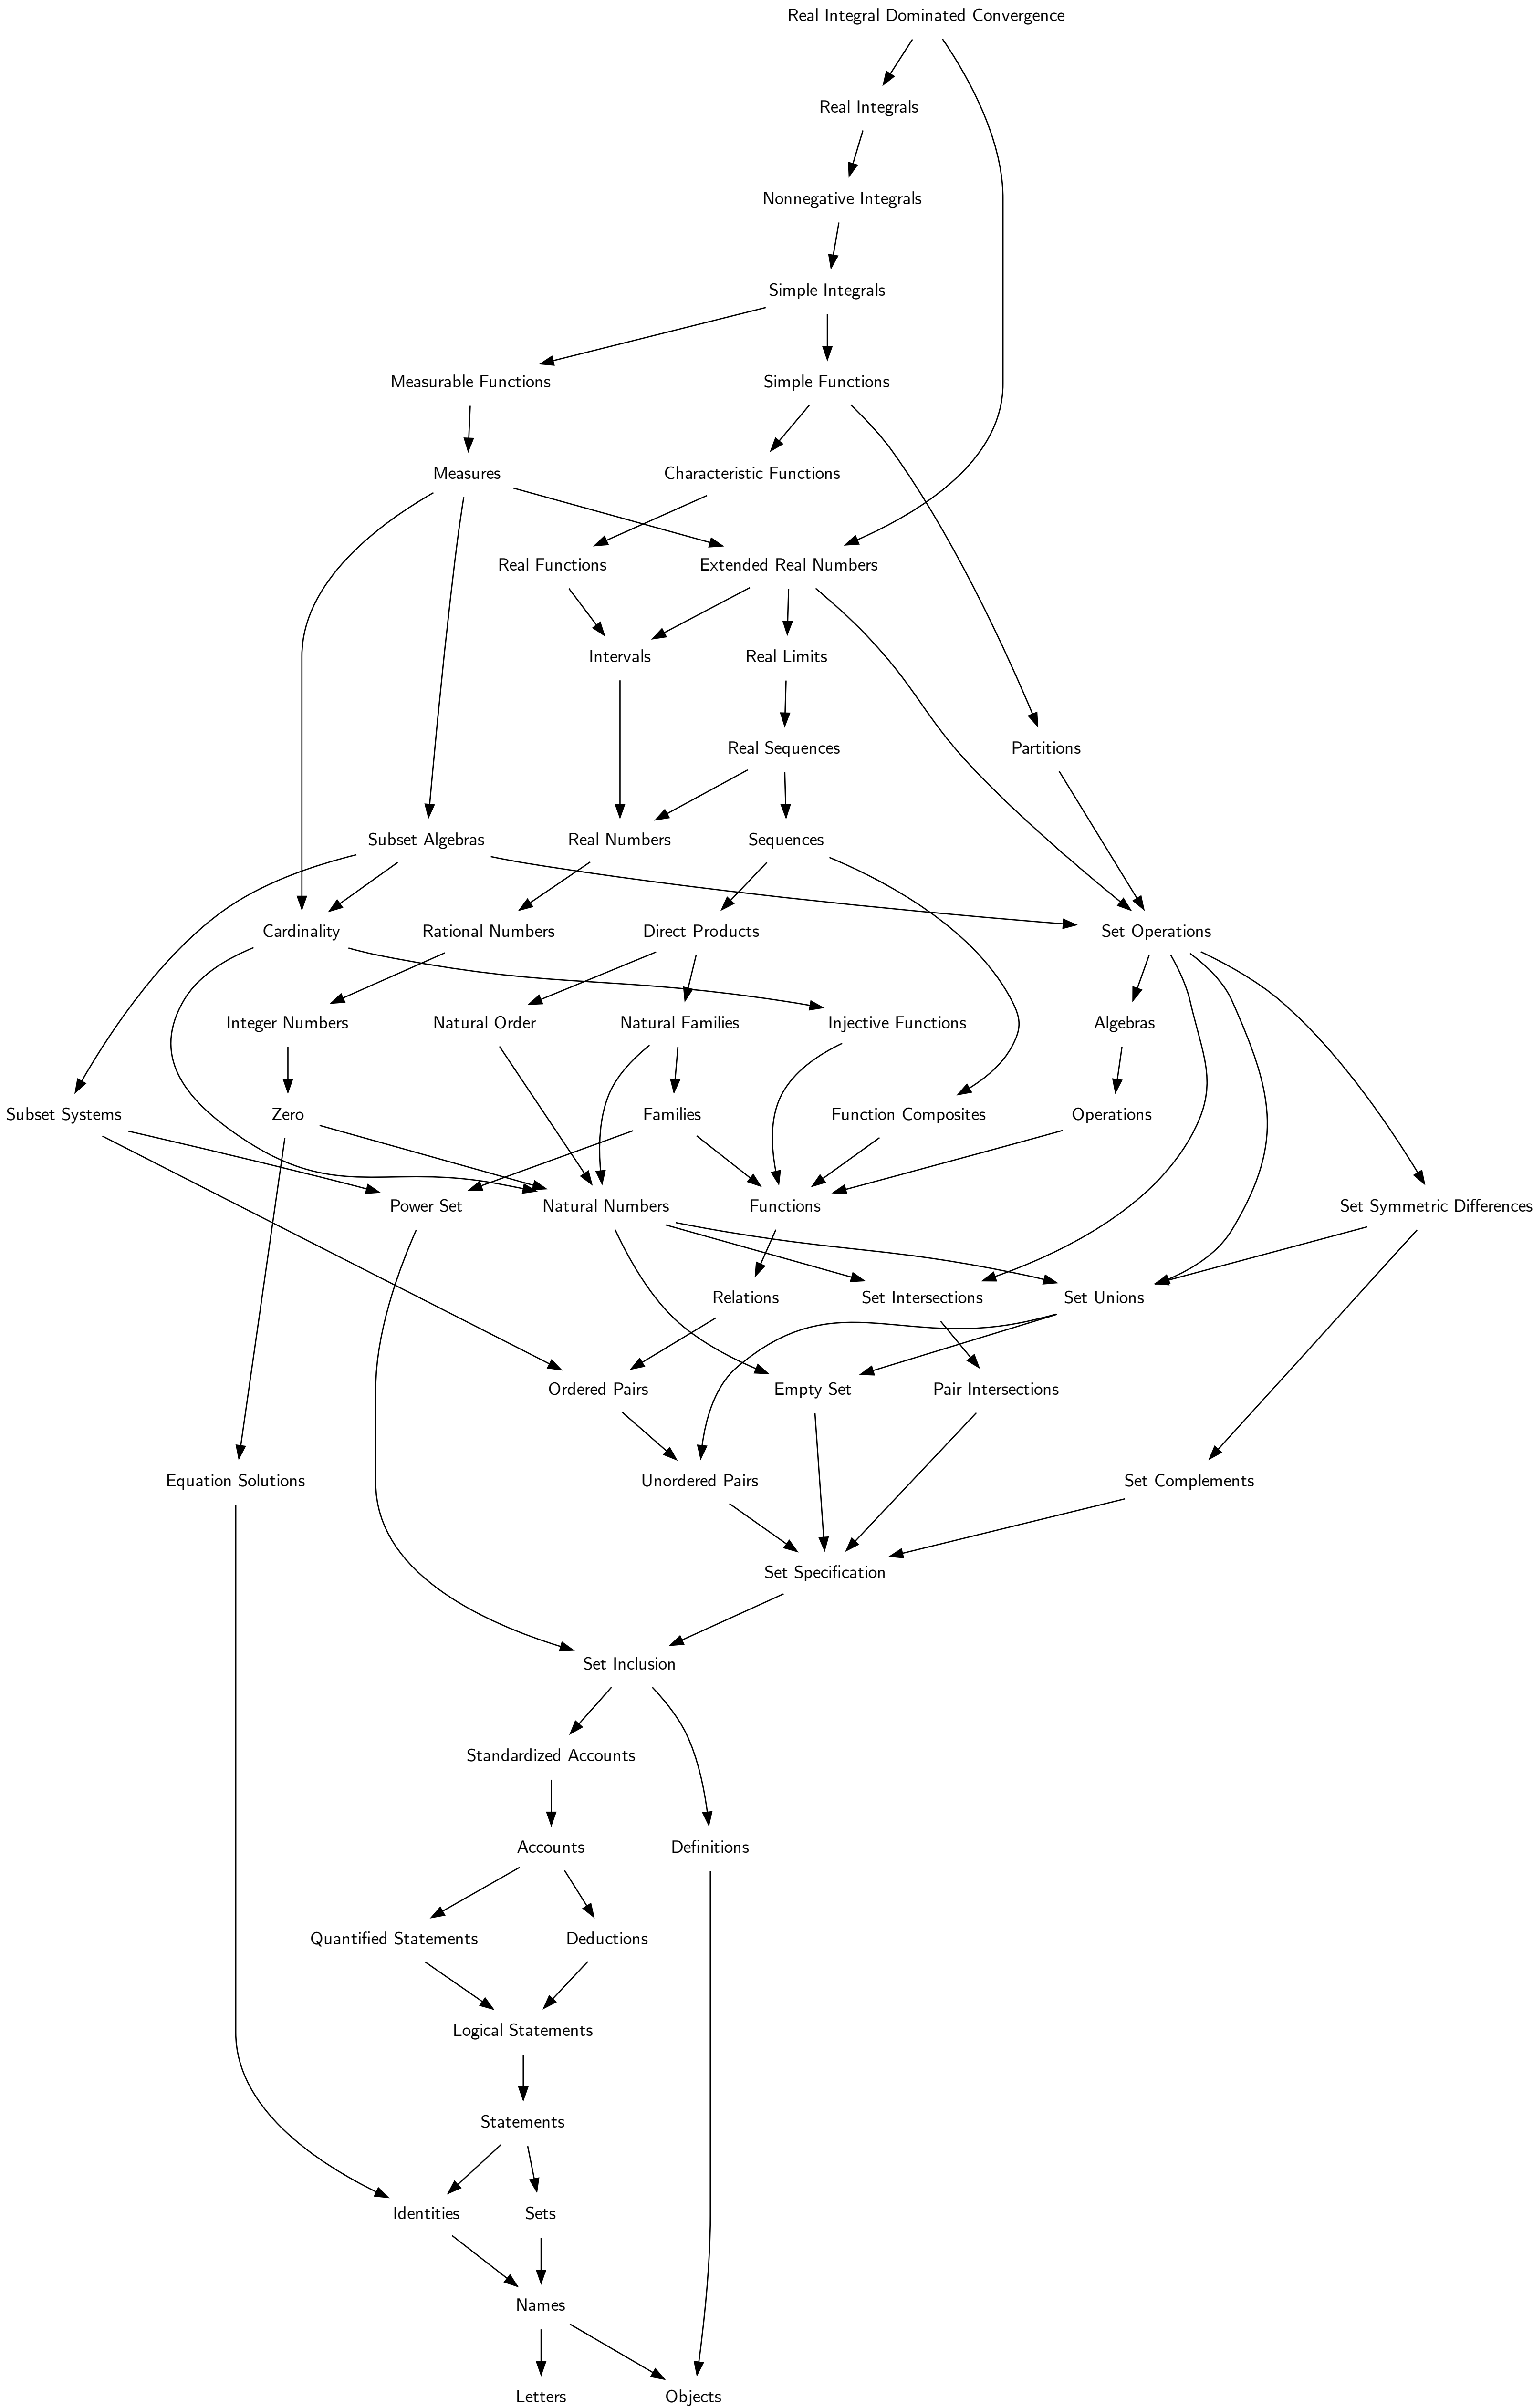 Real Integral Dominated Convergence
Real Integrals
Nonnegative Integrals
Simple Integrals
Measurable Functions
Simple Functions
Measures
Characteristic Functions
Real Functions
Extended Real Numbers
Intervals
Real Limits
Real Sequences
Partitions
Subset Algebras
Real Numbers
Sequences
Cardinality
Rational Numbers
Direct Products
Set Operations
Integer Numbers
Natural Order
Natural Families
Injective Functions
Algebras
Subset Systems
Zero
Families
Function Composites
Operations
Power Set
Natural Numbers
Functions
Set Symmetric Differences
Relations
Set Intersections
Set Unions
Ordered Pairs
Empty Set
Pair Intersections
Equation Solutions
Unordered Pairs
Set Complements
Set Specification
Set Inclusion
Standardized Accounts
Accounts
Definitions
Quantified Statements
Deductions
Logical Statements
Statements
Identities
Sets
Names
Letters
Objects